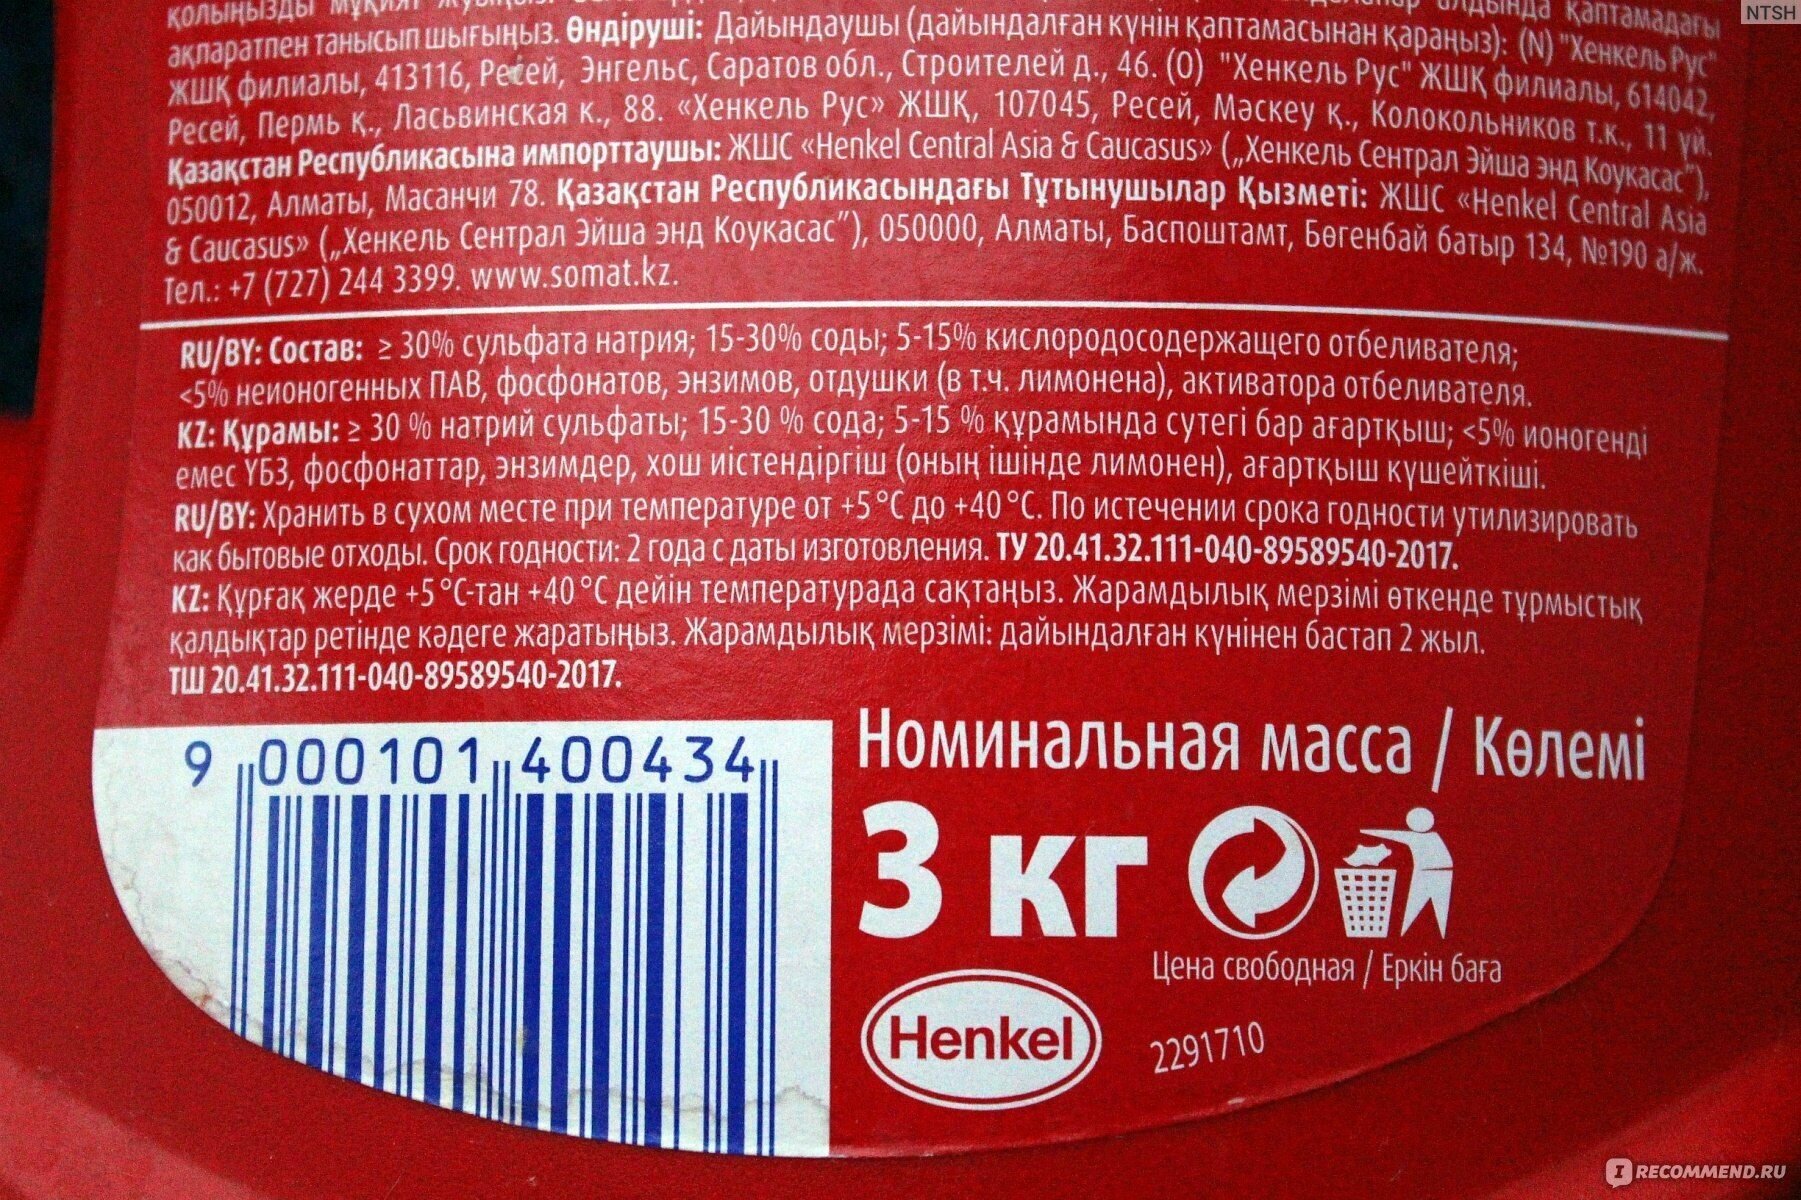 NTSH
қолыңызды мұқият жуыңыз. алдында қаптамадағы
ақпаратпен танысып шығыңыз. Өндіруші: Дайындаушы (дайындалған күнін қаптамасынан қараңыз): (N) "Хенкель Рус"
ЖШҚ филиалы, 413116, Ресей, Энгельс, Саратов обл., Строителей д., 46. (О) "Хенкель Рус" ЖШҚ филиалы, 614042,
Ресей, Пермь қ., Ласьвинская к., 88. «Хенкель Рус» ЖШҚ, 107045, Ресей, Мәскеу қ., Колокольников т.к., 11 үй.
Қазақстан Республикасына импорттаушы: ЖШС «Henkel Central Asia & Caucasus» („Хенкель Сентрал Эйша энд Коукасас"),
050012, Алматы, Масанчи 78. Қазақстан Республикасындағы Тұтынушылар Қызметі: ЖШС «Henkel Central Asia
& Caucasus» („Хенкель Сентрал Эйша энд Коукасас"), 050000, Алматы, Баспоштамт, Бөгенбай батыр 134, №190 а/ж.
Тел.: +7 (727) 244 3399. www.somat.kz.
RU/BY: Состав: ≥ 30% сульфата натрия; 15-30% соды; 5-15% кислородосодержащего отбеливателя;
<5% неионогенных ПАВ, фосфонатов, энзимов, отдушки (в т.ч. лимонена), активатора отбеливателя.
KZ: Құрамы: ≥ 30 % натрий сульфаты; 15-30 % сода; 5-15 % құрамында сутегі бар ағартқыш; <5% ионогенді
емес ҮБЗ, фосфонаттар, энзимдер, хош иістендіргіш (оның ішінде лимонен), ағартқыш күшейткіші.
RU/BY: Хранить в сухом месте при температуре от +5°C до +40°C. По истечении срока годности утилизировать
как бытовые отходы. Срок годности: 2 года с даты изготовления. ТУ 20.41.32.111-040-89589540-2017.
KZ: Құрғақ жерде +5°C-тан +40°C дейін температурада сақтаңыз. Жарамдылық мерзімі өткенде тұрмыстық
қалдықтар ретінде кәдеге жаратыңыз. Жарамдылық мерзімі: дайындалған күнінен бастап 2 жыл.
ТШ 20.41.32.111-040-89589540-2017.
9 000101 400434
Номинальная масса / Көлемі
3 кг
Цена свободная / Еркін баға
Henkel
2291710
IRECOMMEND.RU